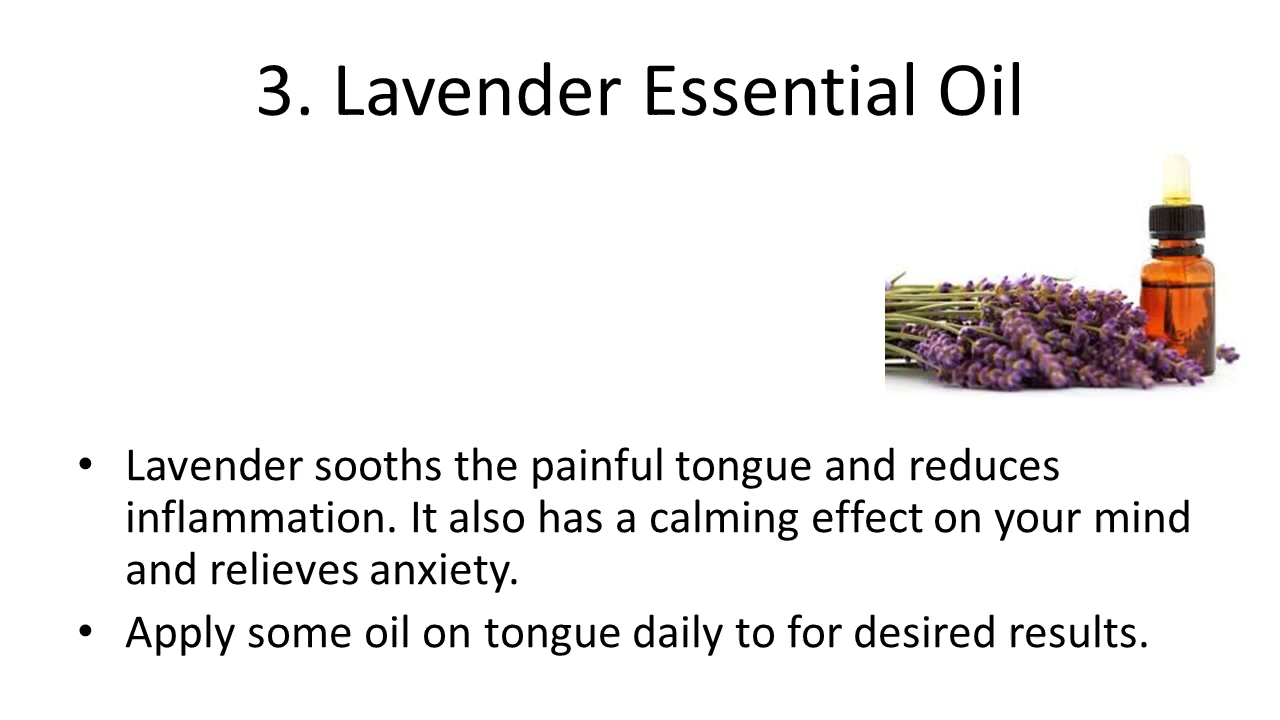 3. Lavender Essential Oil
• Lavender sooths the painful tongue and reduces
inflammation. It also has a calming effect on your mind
and relieves anxiety.
• Apply some oil on tongue daily to for desired results.